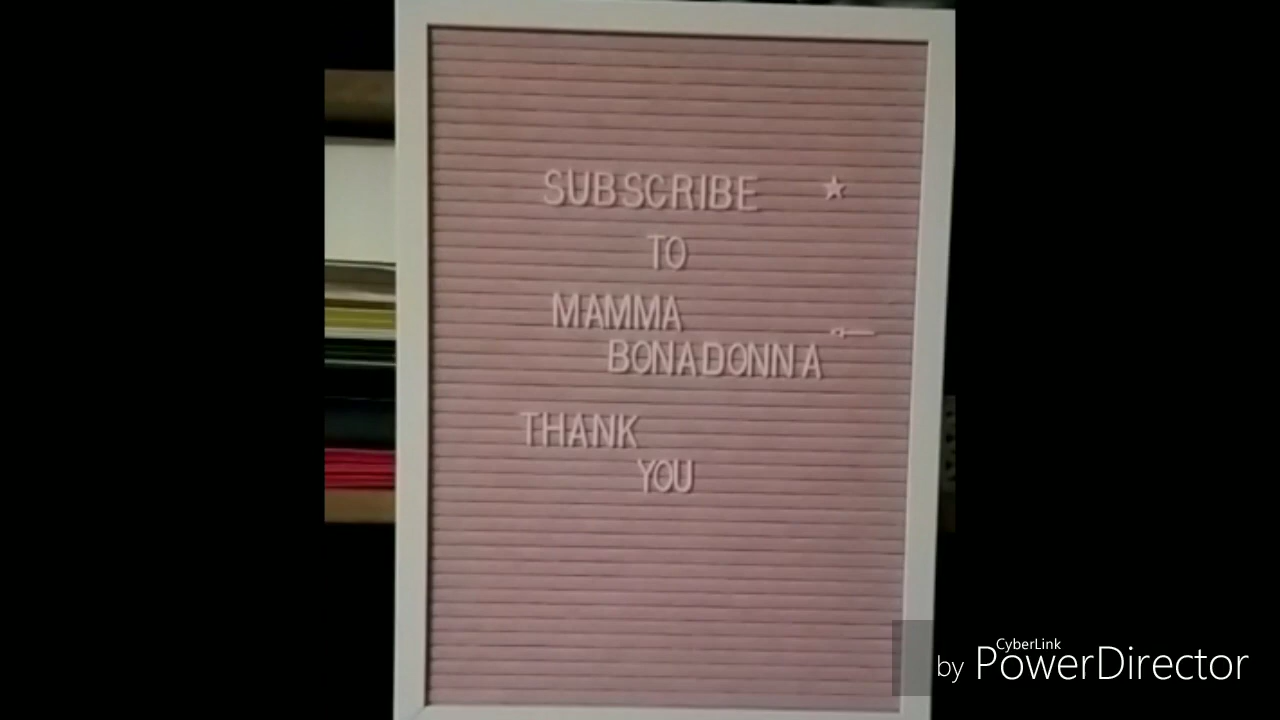 SUBSCRIBE
TO
MAMMA
BONADONNA
THANK
YOU
CyberLink
by PowerDirector